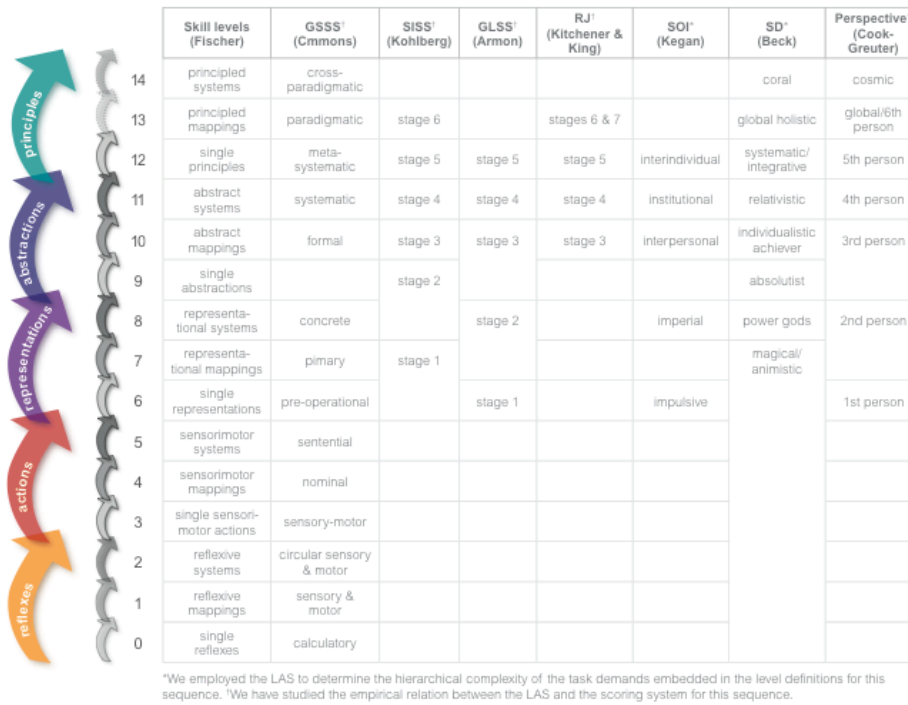 Skill levels (Fischer) GSSS† (Cmmons) SISS† (Kohlberg) GLSS† (Armon) RJ† (Kitchener & King) SOI* (Kegan) SD* (Beck) Perspective* (Cook-Greuter)
principles
abstractions
representations
actions
reflexes
14 principled systems cross-paradigmatic coral cosmic
13 principled mappings paradigmatic stage 6 stages 6 & 7 global holistic global/6th person
12 single principles meta-systematic stage 5 stage 5 stage 5 interindividual systematic/integrative 5th person
11 abstract systems systematic stage 4 stage 4 stage 4 institutional relativistic 4th person
10 abstract mappings formal stage 3 stage 3 stage 3 interpersonal individualistic achiever 3rd person
9 single abstractions stage 2 absolutist
8 representa-tional systems concrete stage 2 imperial power gods 2nd person
7 representa-tional mappings pimary stage 1 magical/animistic
6 single representations pre-operational stage 1 impulsive 1st person
5 sensorimotor systems sentential
4 sensorimotor mappings nominal
3 single sensori-motor actions sensory-motor
2 reflexive systems circular sensory & motor
1 reflexive mappings sensory & motor
0 single reflexes calculatory
*We employed the LAS to determine the hierarchical complexity of the task demands embedded in the level definitions for this
sequence. †We have studied the empirical relation between the LAS and the scoring system for this sequence.